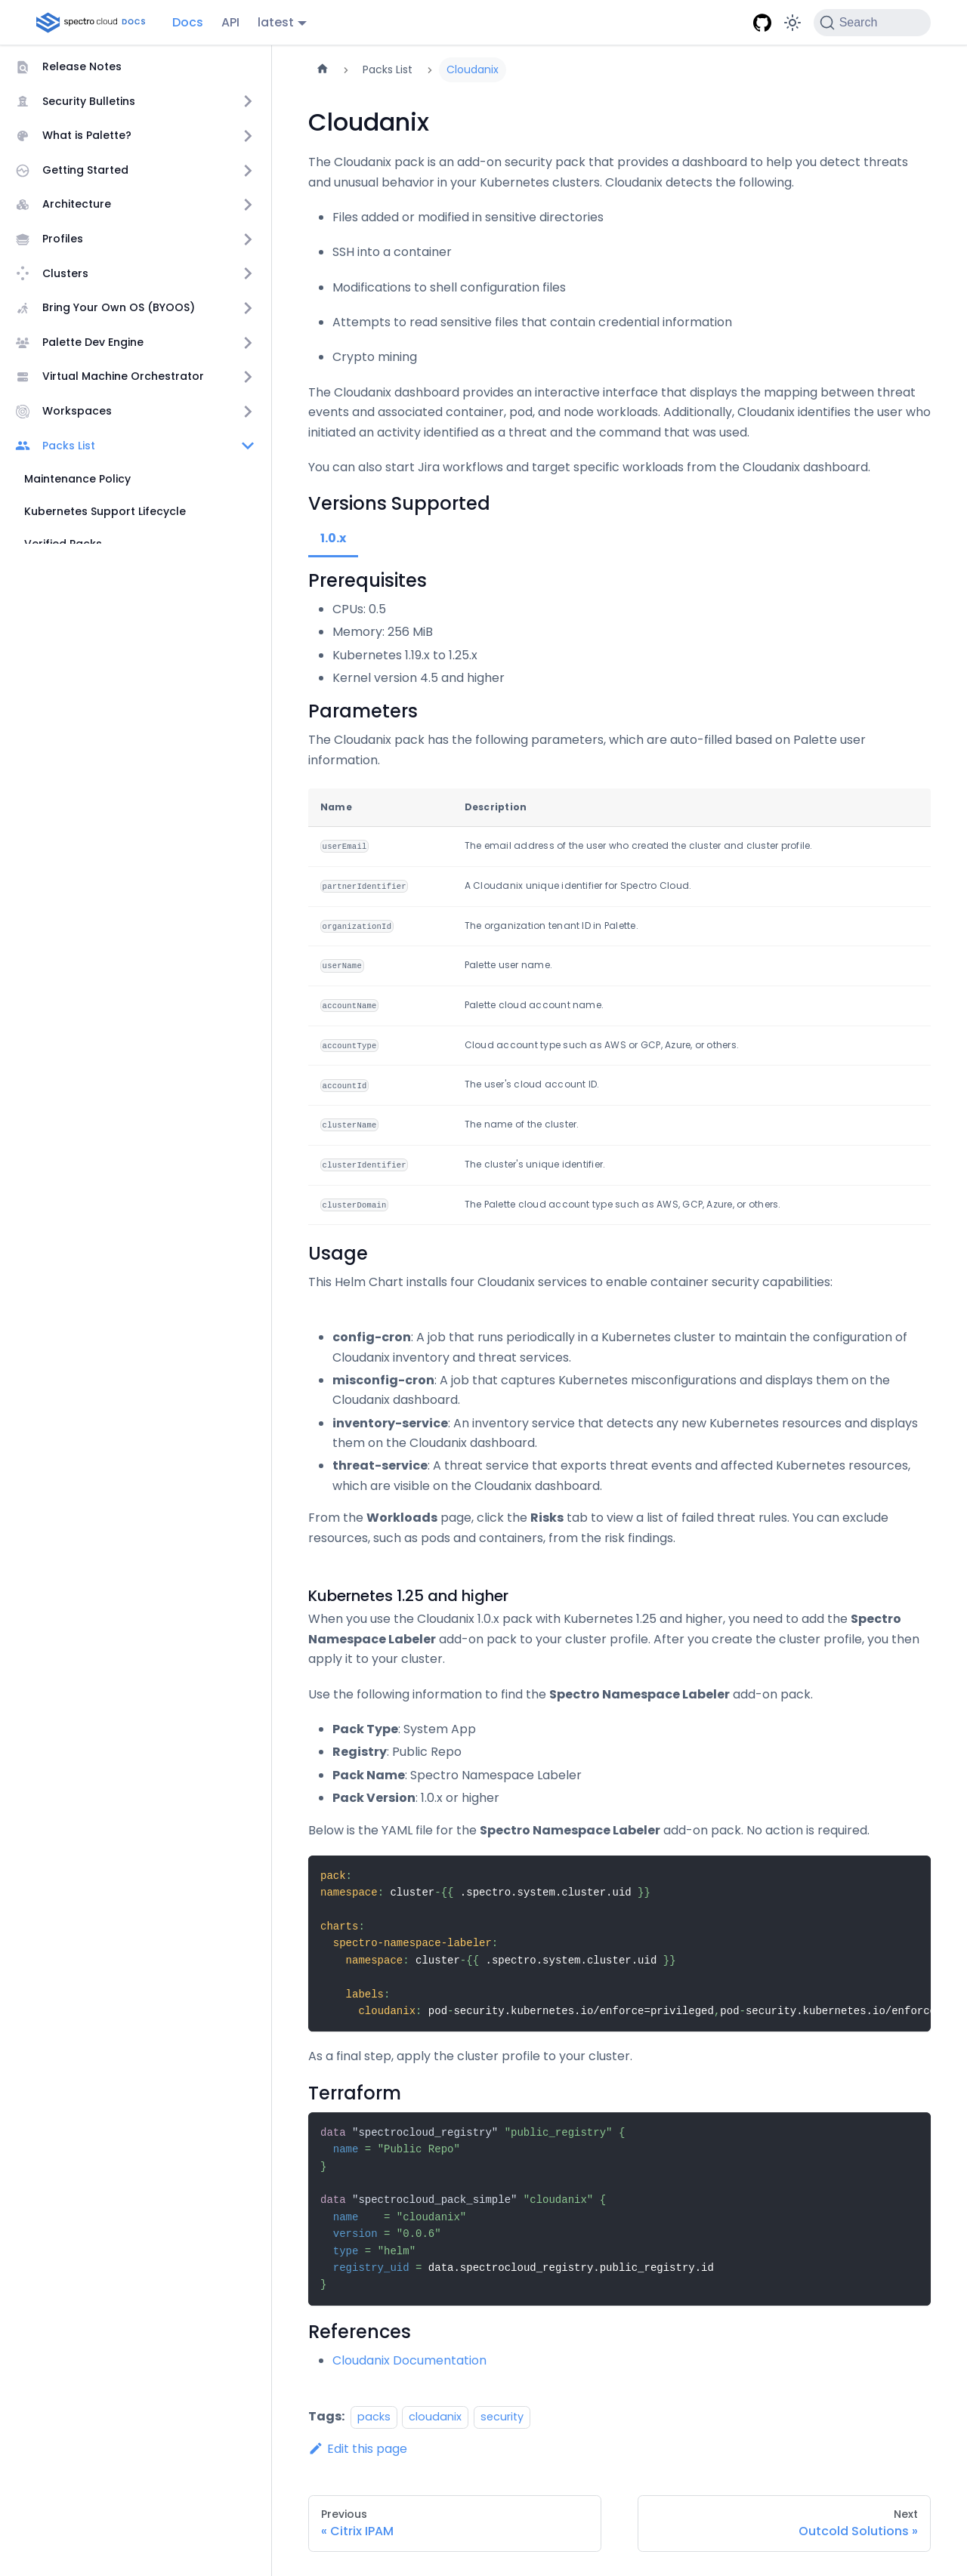 spectro cloud DOCS
Docs
API
latest
Search
Release Notes
Security Bulletins
What is Palette?
Getting Started
Architecture
Profiles
Clusters
Bring Your Own OS (BYOOS)
Palette Dev Engine
Virtual Machine Orchestrator
Workspaces
Packs List
Maintenance Policy
Kubernetes Support Lifecycle
Verified Packs
Packs List
Cloudanix
Cloudanix
The Cloudanix pack is an add-on security pack that provides a dashboard to help you detect threats
and unusual behavior in your Kubernetes clusters. Cloudanix detects the following.
Files added or modified in sensitive directories
SSH into a container
Modifications to shell configuration files
Attempts to read sensitive files that contain credential information
Crypto mining
The Cloudanix dashboard provides an interactive interface that displays the mapping between threat
events and associated container, pod, and node workloads. Additionally, Cloudanix identifies the user who
initiated an activity identified as a threat and the command that was used.
You can also start Jira workflows and target specific workloads from the Cloudanix dashboard.
Versions Supported
1.0.x
Prerequisites
CPUs: 0.5
Memory: 256 MiB
Kubernetes 1.19.x to 1.25.x
Kernel version 4.5 and higher
Parameters
The Cloudanix pack has the following parameters, which are auto-filled based on Palette user
information.
Name Description
userEmail The email address of the user who created the cluster and cluster profile.
partnerIdentifier A Cloudanix unique identifier for Spectro Cloud.
organizationId The organization tenant ID in Palette.
userName Palette user name.
accountName Palette cloud account name.
accountType Cloud account type such as AWS or GCP, Azure, or others.
accountId The user's cloud account ID.
clusterName The name of the cluster.
clusterIdentifier The cluster's unique identifier.
clusterDomain The Palette cloud account type such as AWS, GCP, Azure, or others.
Usage
This Helm Chart installs four Cloudanix services to enable container security capabilities:
config-cron: A job that runs periodically in a Kubernetes cluster to maintain the configuration of
Cloudanix inventory and threat services.
misconfig-cron: A job that captures Kubernetes misconfigurations and displays them on the
Cloudanix dashboard.
inventory-service: An inventory service that detects any new Kubernetes resources and displays
them on the Cloudanix dashboard.
threat-service: A threat service that exports threat events and affected Kubernetes resources,
which are visible on the Cloudanix dashboard.
From the Workloads page, click the Risks tab to view a list of failed threat rules. You can exclude
resources, such as pods and containers, from the risk findings.
Kubernetes 1.25 and higher
When you use the Cloudanix 1.0.x pack with Kubernetes 1.25 and higher, you need to add the Spectro
Namespace Labeler add-on pack to your cluster profile. After you create the cluster profile, you then
apply it to your cluster.
Use the following information to find the Spectro Namespace Labeler add-on pack.
Pack Type: System App
Registry: Public Repo
Pack Name: Spectro Namespace Labeler
Pack Version: 1.0.x or higher
Below is the YAML file for the Spectro Namespace Labeler add-on pack. No action is required.
pack:
namespace: cluster-{{ .spectro.system.cluster.uid }}
charts:
spectro-namespace-labeler:
namespace: cluster-{{ .spectro.system.cluster.uid }}
labels:
cloudanix: pod-security.kubernetes.io/enforce=privileged,pod-security.kubernetes.io/enforce
As a final step, apply the cluster profile to your cluster.
Terraform
data "spectrocloud_registry" "public_registry" {
name = "Public Repo"
}
data "spectrocloud_pack_simple" "cloudanix" {
name    = "cloudanix"
version = "0.0.6"
type = "helm"
registry_uid = data.spectrocloud_registry.public_registry.id
}
References
Cloudanix Documentation
Tags: packs cloudanix security
Edit this page
Previous
« Citrix IPAM
Next
Outcold Solutions »